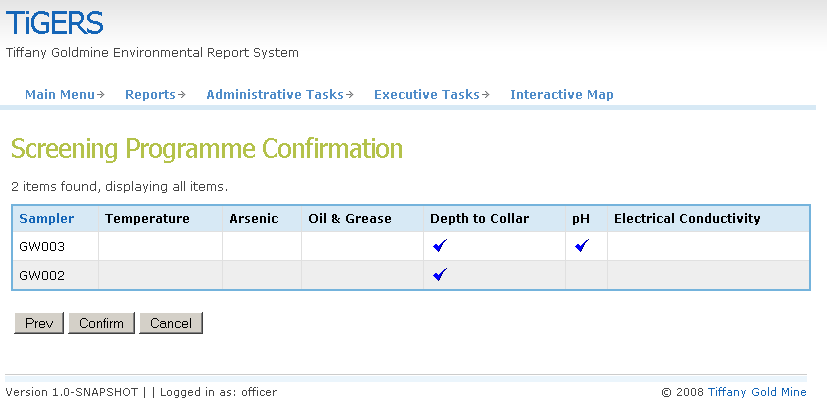 TiGERS
Tiffany Goldmine Environmental Report System
Main Menu Reports Administrative Tasks Executive Tasks Interactive Map
Screening Programme Confirmation
2 items found, displaying all items.
Sampler Temperature Arsenic Oil & Grease Depth to Collar pH Electrical Conductivity
GW003
GW002
Prev Confirm Cancel
Version 1.0-SNAPSHOT | | Logged in as: officer © 2008 Tiffany Gold Mine